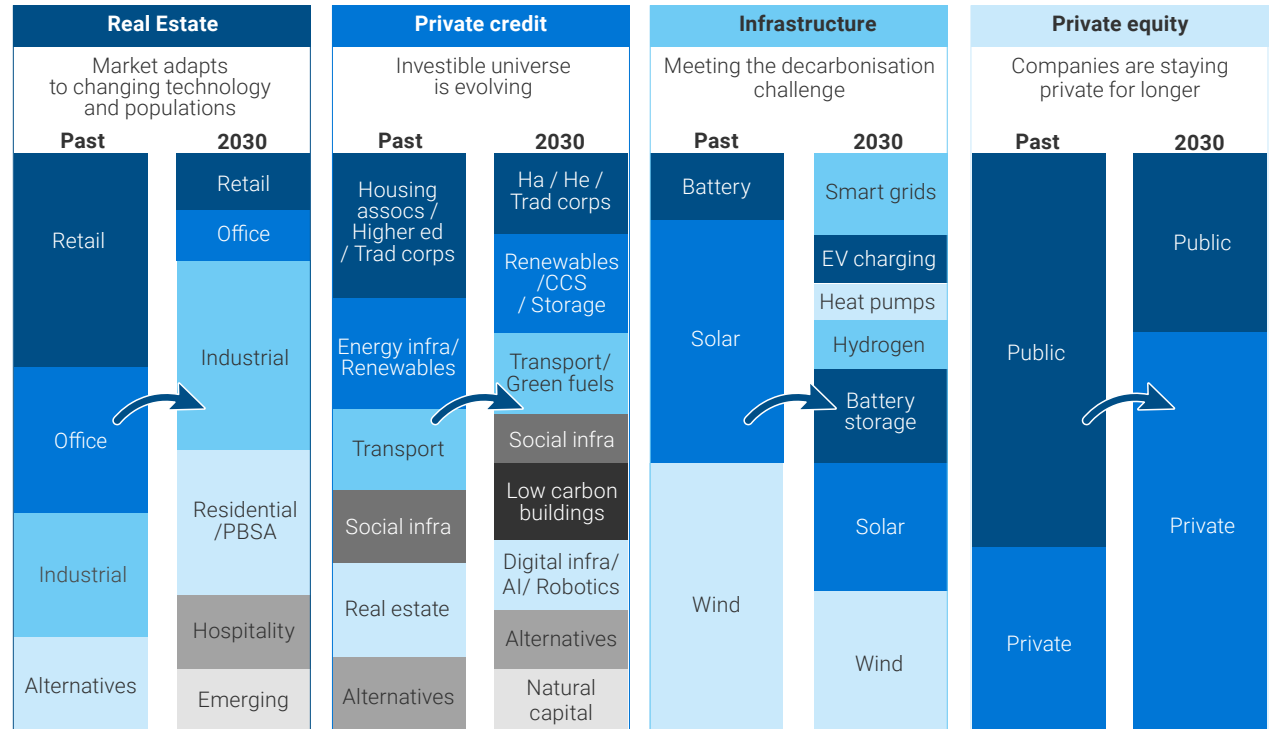 Real Estate
Market adapts
to changing technology
and populations
Past
Retail
Office
Industrial
Alternatives
2030
Retail
Office
Industrial
Residential
/PBSA
Hospitality
Emerging
Private credit
Investible universe
is evolving
Past
Housing
assocs /
Higher ed
/ Trad corps
Energy infra/
Renewables
Transport
Social infra
Real estate
Alternatives
2030
Ha / He /
Trad corps
Renewables
/CCS
/ Storage
Transport/
Green fuels
Social infra
Low carbon
buildings
Digital infra/
AI/ Robotics
Alternatives
Natural
capital
Infrastructure
Meeting the decarbonisation
challenge
Past
Battery
Solar
Wind
2030
Smart grids
EV charging
Heat pumps
Hydrogen
Battery
storage
Solar
Wind
Private equity
Companies are staying
private for longer
Past
Public
Private
2030
Public
Private